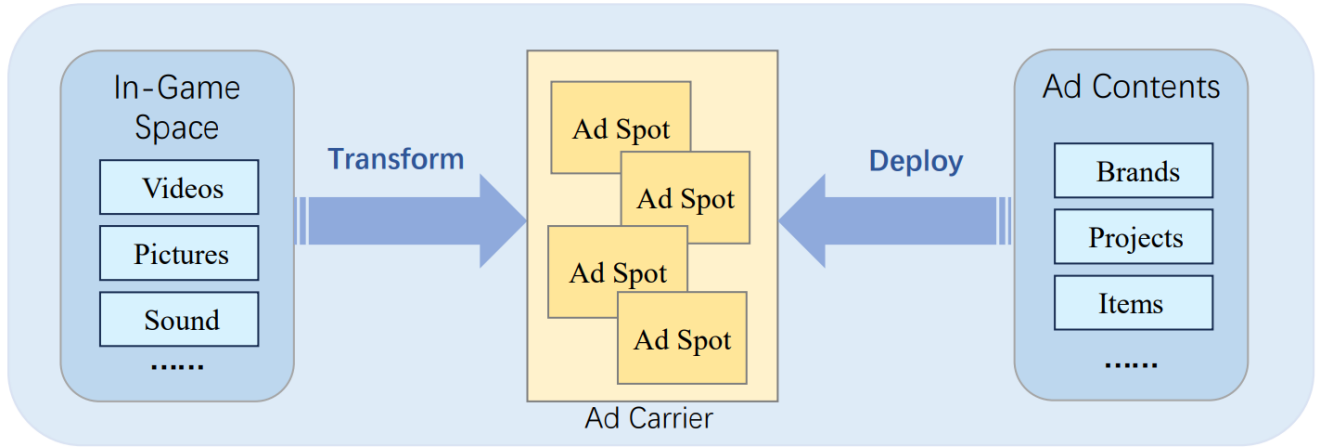 In-Game
Space
Videos
Pictures
Sound
......
Transform
Ad Spot
Ad Spot
Ad Spot
Ad Spot
Ad Carrier
Deploy
Ad Contents
Brands
Projects
Items
......